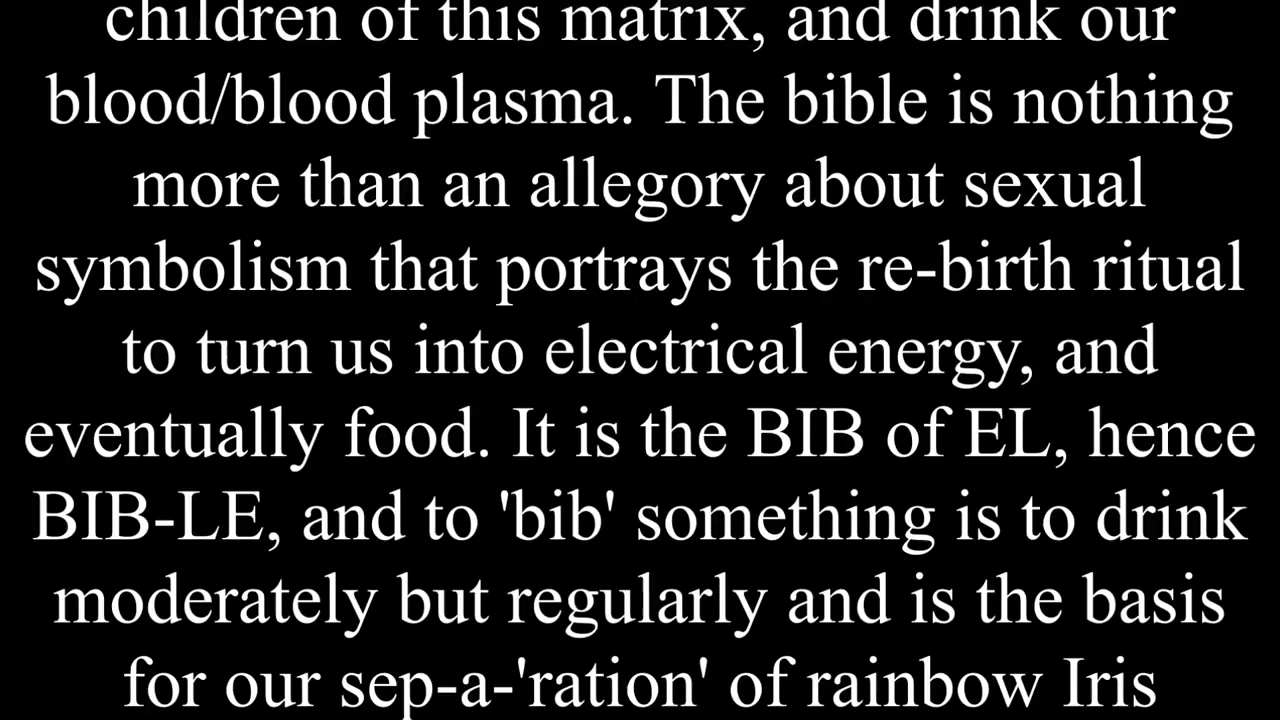 children of this matrix, and drink our
blood/blood plasma. The bible is nothing
more than an allegory about sexual
symbolism that portrays the re-birth ritual
to turn us into electrical energy, and
eventually food. It is the BIB of EL, hence
BIB-LE, and to 'bib' something is to drink
moderately but regularly and is the basis
for our sep-a-'ration' of rainbow Iris